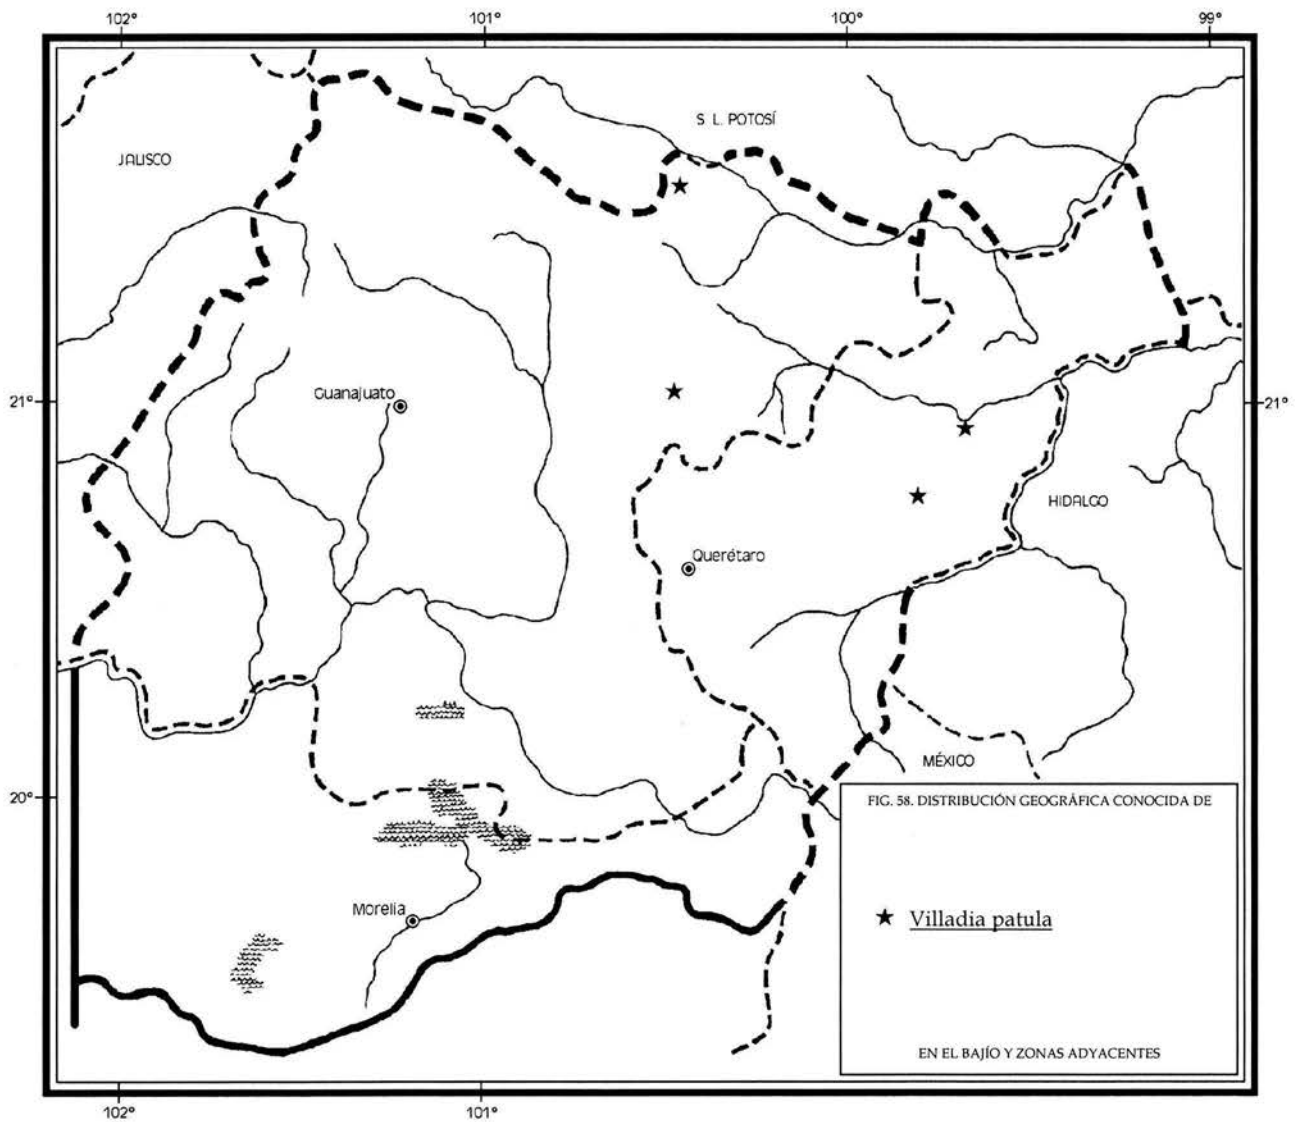 102° 101° 100° 99°
S. L. POTOSÍ
JALISCO
Guanajuato
21° 21°
HIDALGO
Querétaro
MÉXICO
20°
FIG. 58. DISTRIBUCIÓN GEOGRÁFICA CONOCIDA DE
Morelia
Villadia patula
EN EL BAJÍO Y ZONAS ADYACENTES
102° 101°